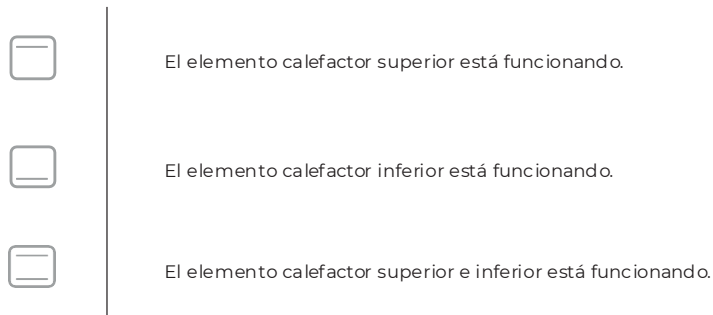 El elemento calefactor superior está funcionando.
El elemento calefactor inferior está funcionando.
El elemento calefactor superior e inferior está funcionando.